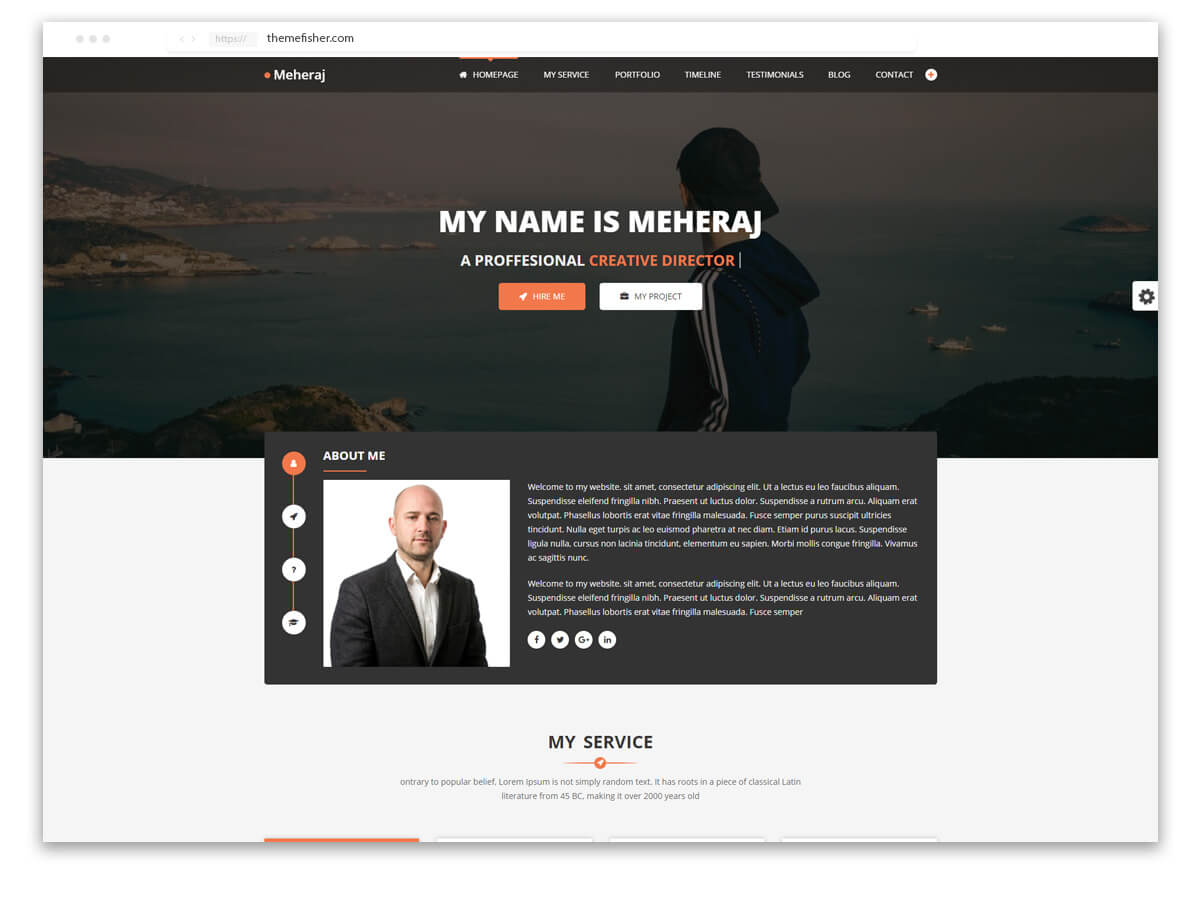 https://
themefisher.com
Meheraj
HOMEPAGE
MY SERVICE
PORTFOLIO
TIMELINE
TESTIMONIALS
BLOG
CONTACT
MY NAME IS MEHERAJ
A PROFFESIONAL CREATIVE DIRECTOR
HIRE ME
MY PROJECT
ABOUT ME
Welcome to my website. sit amet, consectetur adipiscing elit. Ut a lectus eu leo faucibus aliquam.
Suspendisse eleifend fringilla nibh. Praesent ut luctus dolor. Suspendisse a rutrum arcu. Aliquam erat
volutpat. Phasellus lobortis erat vitae fringilla malesuada. Fusce semper purus suscipit ultricies
tincidunt. Nulla eget turpis ac leo euismod pharetra at nec diam. Etiam id purus lacus. Suspendisse
ligula nulla, cursus non lacinia tincidunt, elementum eu sapien. Morbi mollis congue fringilla. Vivamus
ac sagittis nunc.
Welcome to my website. sit amet, consectetur adipiscing elit. Ut a lectus eu leo faucibus aliquam.
Suspendisse eleifend fringilla nibh. Praesent ut luctus dolor. Suspendisse a rutrum arcu. Aliquam erat
volutpat. Phasellus lobortis erat vitae fringilla malesuada. Fusce semper
MY SERVICE
ontrary to popular belief, Lorem Ipsum is not simply random text. It has roots in a piece of classical Latin
literature from 45 BC, making it over 2000 years old